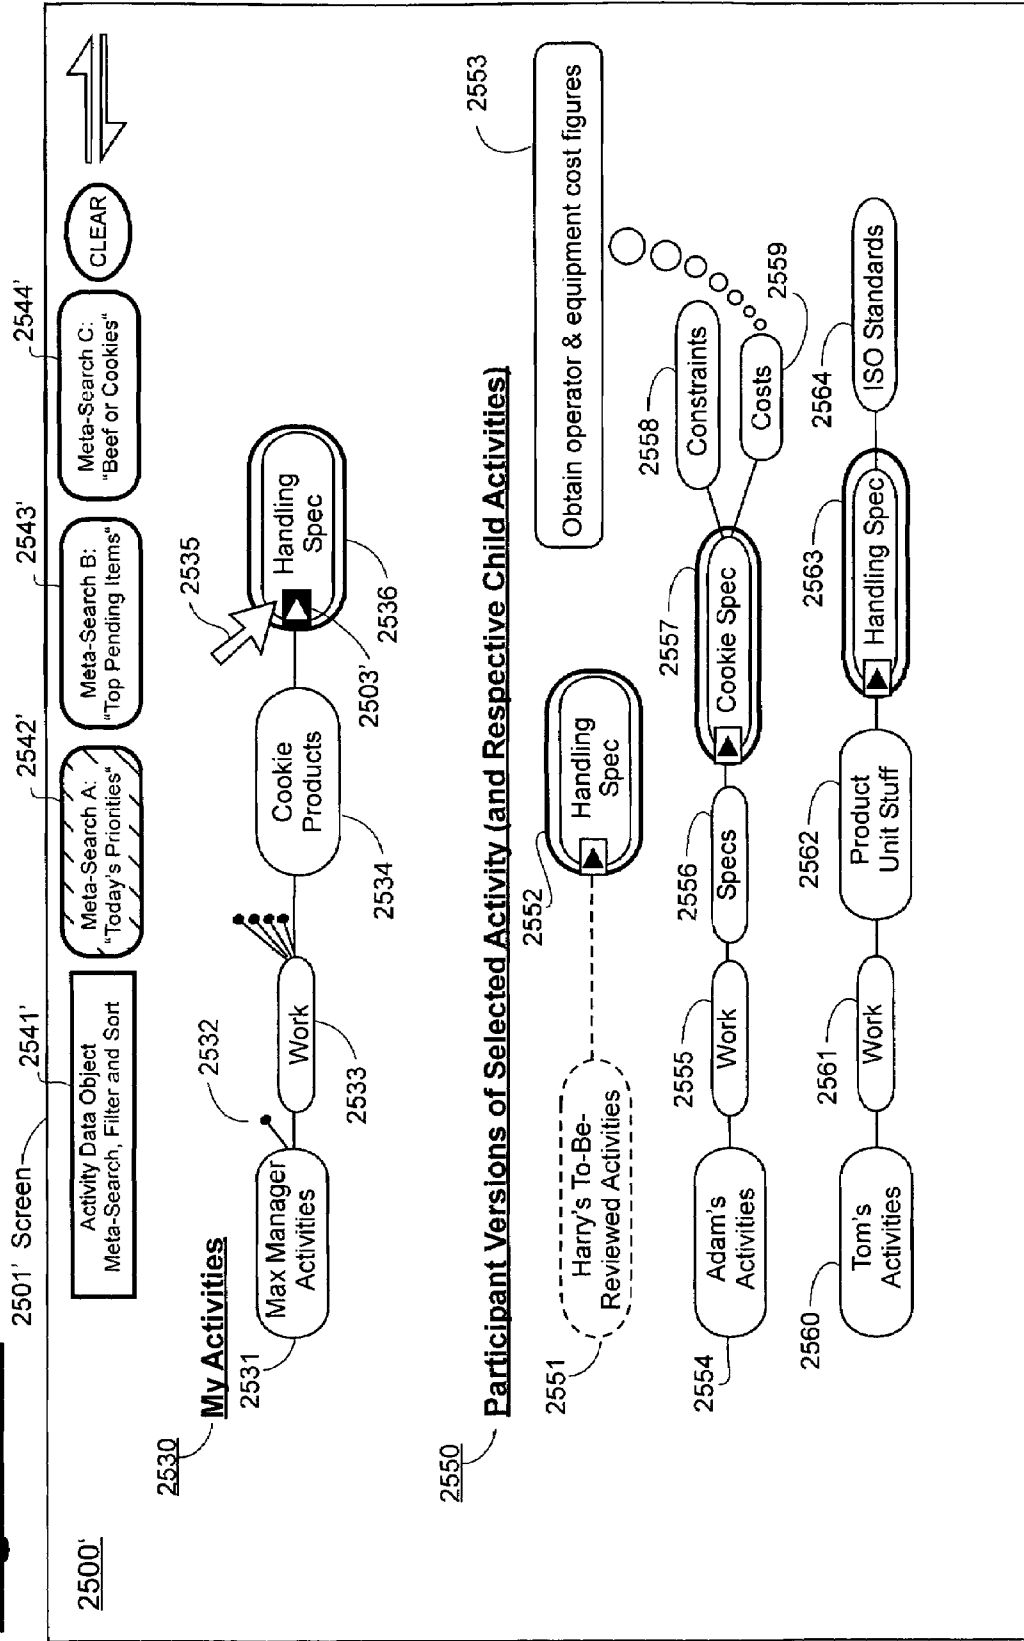 2500'
2501' Screen
2541'
2542'
2543'
2544'
Activity Data Object
Meta-Search, Filter and Sort
Meta-Search A:
"Today's Priorities"
Meta-Search B:
"Top Pending Items"
Meta-Search C:
"Beef or Cookies"
CLEAR
2530
My Activities
2532
2535
Max Manager
Activities
Work
Cookie
Products
Handling
Spec
2531
2533
2534
2503'
2536
2550
Participant Versions of Selected Activity (and Respective Child Activities)
2553
2552
Harry's To-Be-
Reviewed Activities
Handling
Spec
Obtain operator & equipment cost figures
2551
2555
2556
2557
2558
Adam's
Activities
Work
Specs
Cookie Spec
Constraints
Costs
2559
2554
2560
2561
2562
2563
2564
Tom's
Activities
Work
Product
Unit Stuff
Handling Spec
ISO Standards